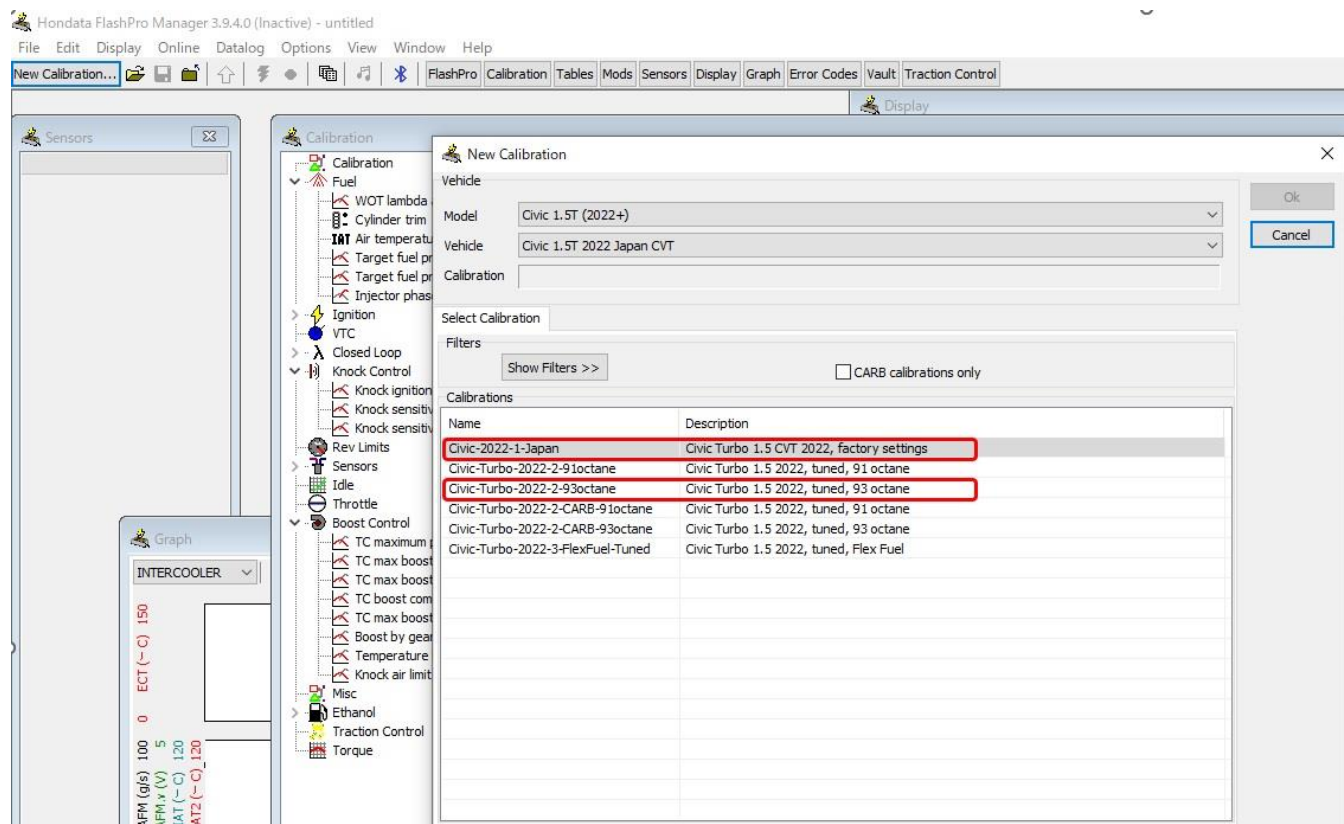 Hondata FlashPro Manager 3.9.4.0 (Inactive) - untitled
File Edit Display Online Datalog Options View Window Help
New Calibration... FlashPro Calibration Tables Mods Sensors Display Graph Error Codes Vault Traction Control
Display
Sensors
Calibration
Calibration
Fuel
WOT lambda
Cylinder trim
IAT Air temperatu
Target fuel pr
Target fuel pr
Injector phas
Ignition
VTC
Closed Loop
Knock Control
Knock ignition
Knock sensitiv
Knock sensitiv
Rev Limits
Sensors
Idle
Throttle
Boost Control
TC maximum p
TC max boost
TC max boost
TC boost com
TC max boost
Boost by gear
Temperature
Knock air limit
Misc
Ethanol
Traction Control
Torque
New Calibration
Vehicle
Model Civic 1.5T (2022+)
Vehicle Civic 1.5T 2022 Japan CVT
Calibration
Ok
Cancel
Select Calibration
Filters
Show Filters >> CARB calibrations only
Calibrations
Name Description
Civic-2022-1-Japan Civic Turbo 1.5 CVT 2022, factory settings
Civic-Turbo-2022-2-91octane Civic Turbo 1.5 2022, tuned, 91 octane
Civic-Turbo-2022-2-93octane Civic Turbo 1.5 2022, tuned, 93 octane
Civic-Turbo-2022-2-CARB-91octane Civic Turbo 1.5 2022, tuned, 91 octane
Civic-Turbo-2022-2-CARB-93octane Civic Turbo 1.5 2022, tuned, 93 octane
Civic-Turbo-2022-3-FlexFuel-Tuned Civic Turbo 1.5 2022, tuned, Flex Fuel
Graph
INTERCOOLER
0 ECT (− C) 150
AFM (g/s) 100
AFM.v (V) 5
IAT (− C) 120
IAT2 (− C) 120